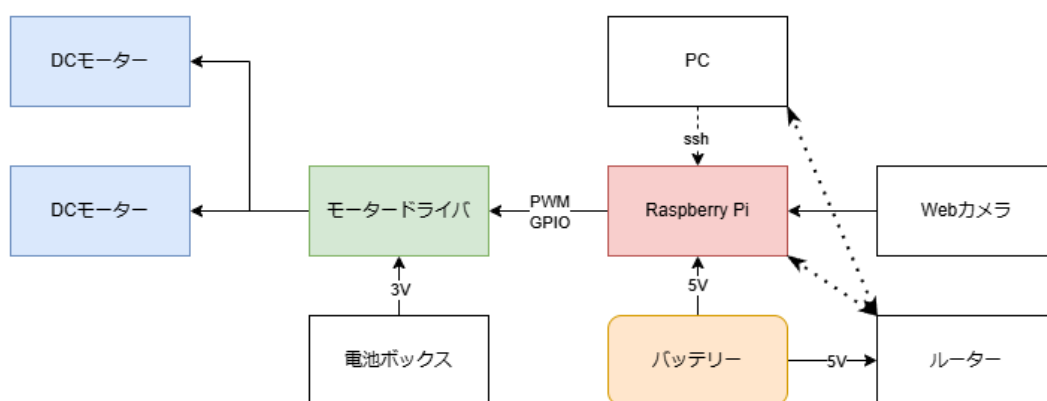 DCモーター
PC
ssh
DCモーター
モータードライバ
PWM
GPIO
Raspberry Pi
Webカメラ
3V
5V
電池ボックス
バッテリー
5V
ルーター